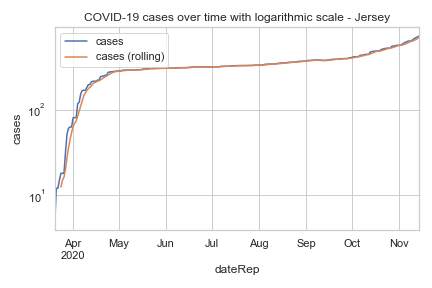 COVID-19 cases over time with logarithmic scale - Jersey
cases
cases (rolling)
cases
10²
10¹
Apr
2020
May
Jun
Jul
Aug
Sep
Oct
Nov
dateRep